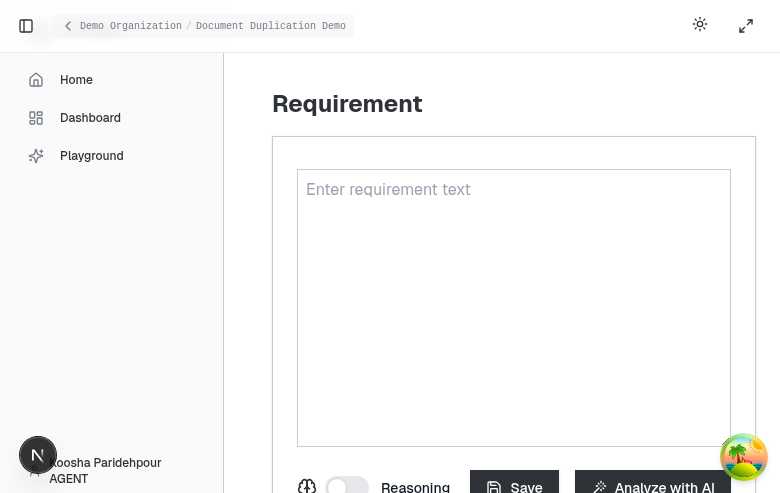 Demo Organization / Document Duplication Demo
Home
Dashboard
Playground
Requirement
Enter requirement text
N
Koosha Paridehpour
AGENT
Reasoning
Save
Analyze with AI